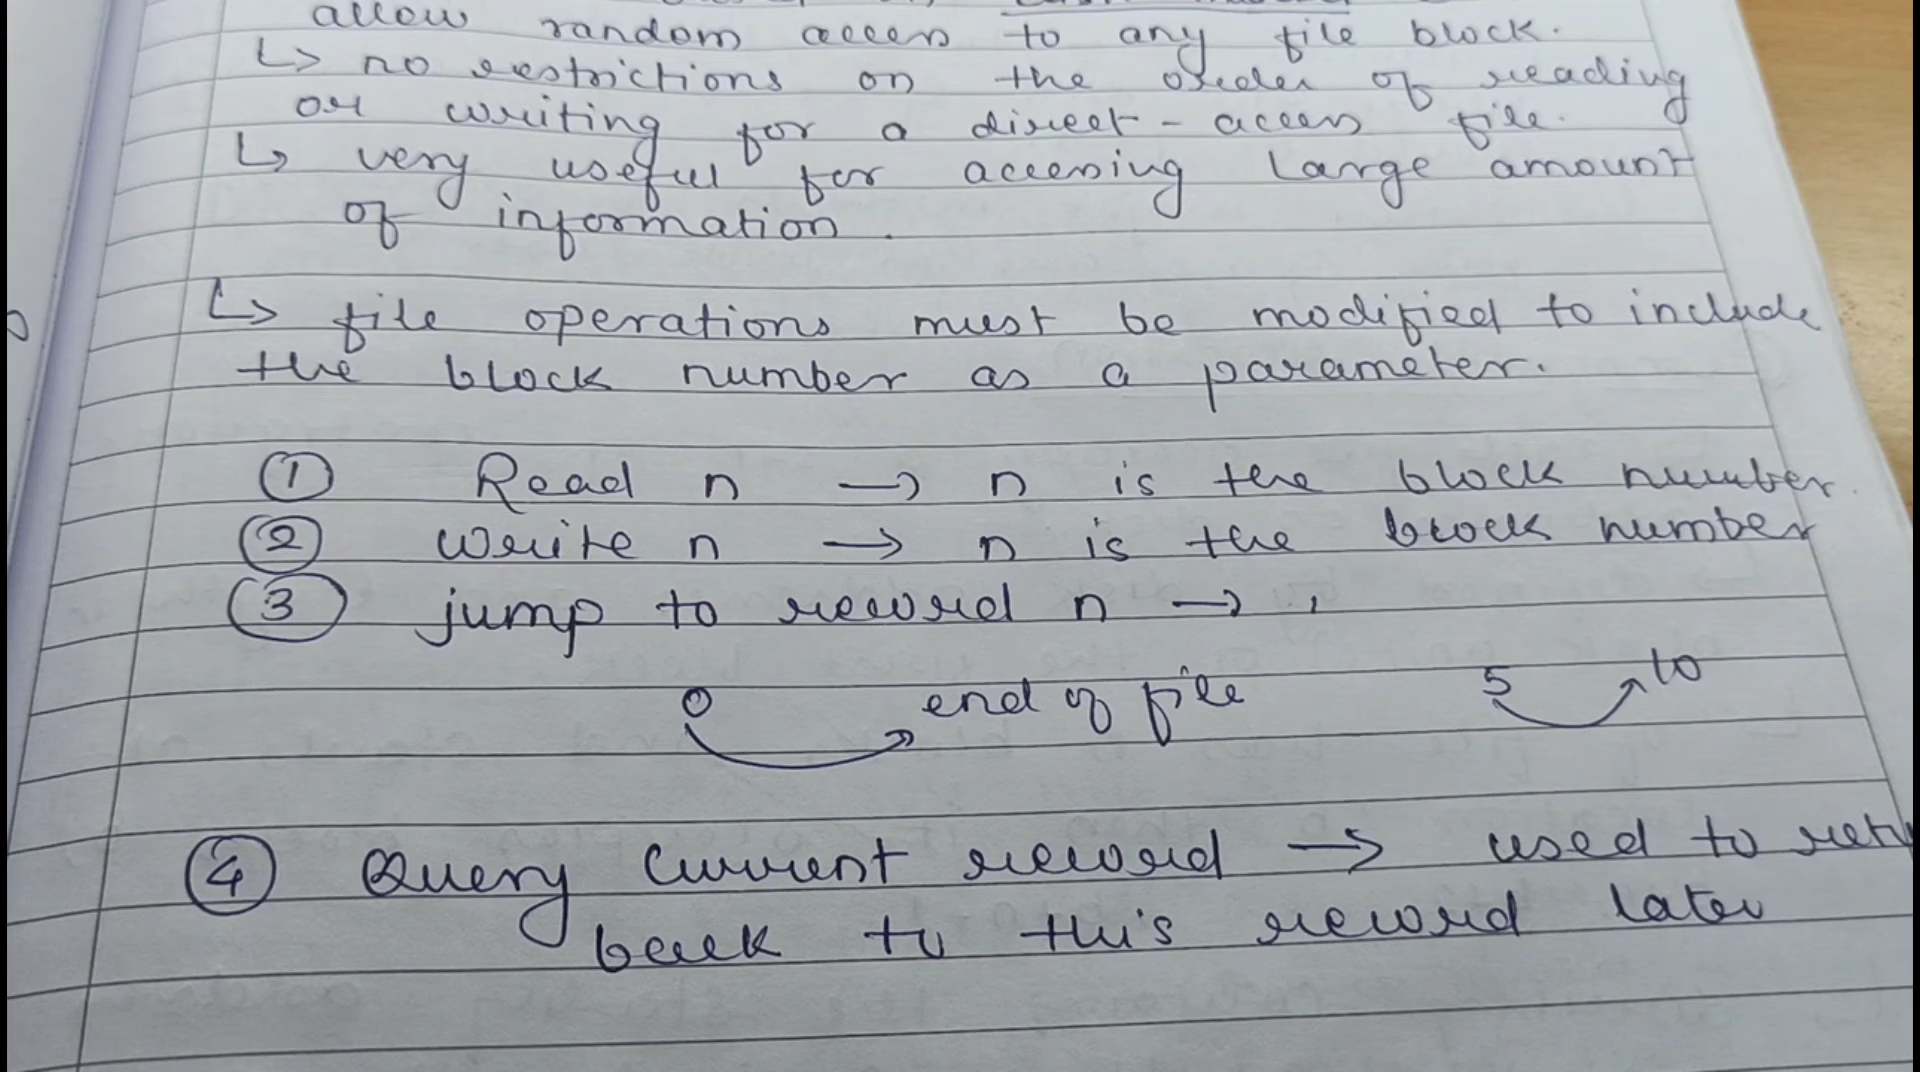 allow random access to any file block.
↳ no restrictions on the order of reading
or writing for a direct-access file.
↳ very useful for accessing large amount
of information.
↳ file operations must be modified to include
the block number as a parameter.
① Read n → n is the block number.
② Write n → n is the block number
③ jump to record n →
0 end of file 5 10
④ Query current record → used to
back to this record later